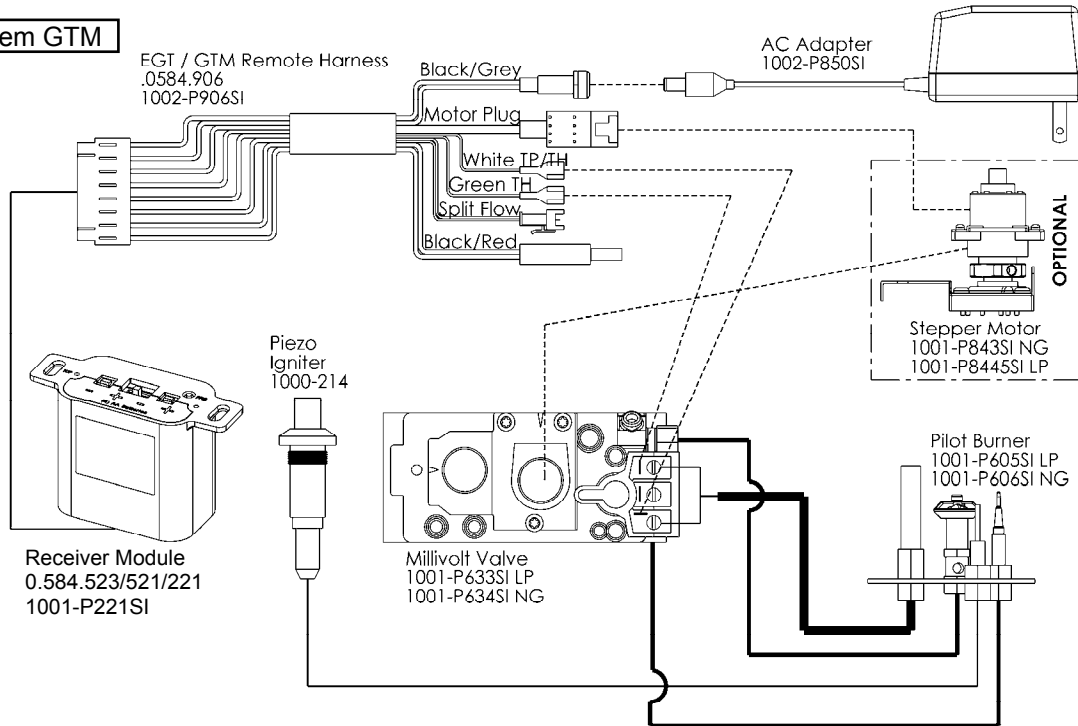 em GTM
EGT / GTM Remote Harness
.0584.906
1002-P906SI
Black/Grey
AC Adapter
1002-P850SI
Motor Plug
White TP/TH
Green TH
Split Flow
Black/Red
OPTIONAL
Stepper Motor
1001-P843SI NG
1001-P8445SI LP
Piezo
Igniter
1000-214
Receiver Module
0.584.523/521/221
1001-P221SI
Millivolt Valve
1001-P633SI LP
1001-P634SI NG
Pilot Burner
1001-P605SI LP
1001-P606SI NG